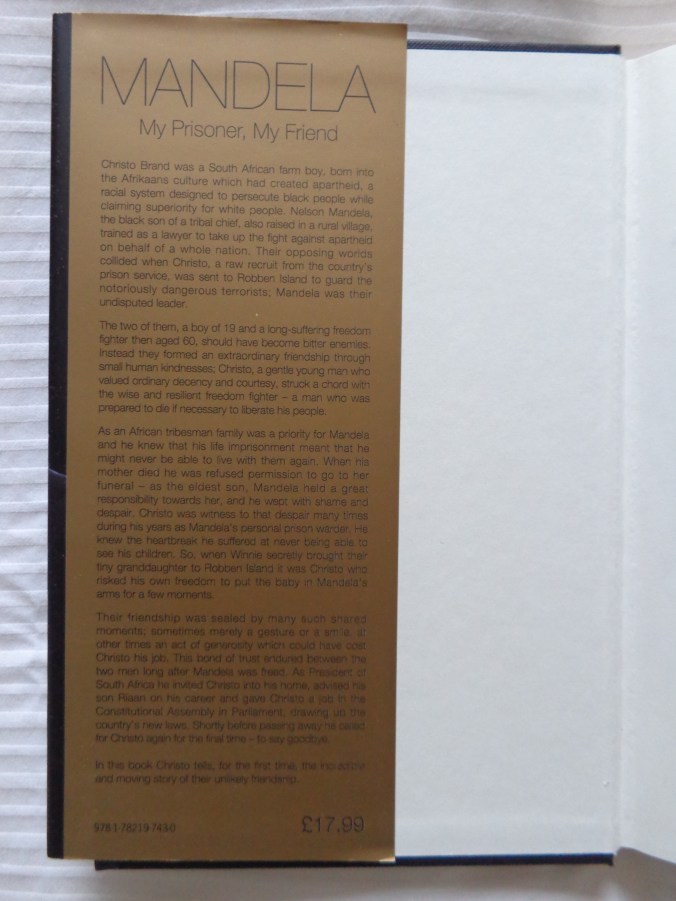 MANDELA
My Prisoner, My Friend
Christo Brand was a South African farm boy, born into
the Afrikaans culture which had created apartheid, a
racial system designed to persecute black people while
claiming superiority for white people. Nelson Mandela,
the black son of a tribal chief, also raised in a rural village,
trained as a lawyer to take up the fight against apartheid
on behalf of a whole nation. Their opposing worlds
collided when Christo, a raw recruit from the country's
prison service, was sent to Robben Island to guard the
notoriously dangerous terrorists; Mandela was their
undisputed leader.
The two of them, a boy of 19 and a long-suffering freedom
fighter then aged 60, should have become bitter enemies.
Instead they formed an extraordinary friendship through
small human kindnesses; Christo, a gentle young man who
valued ordinary decency and courtesy, struck a chord with
the wise and resilient freedom fighter – a man who was
prepared to die if necessary to liberate his people.
As an African tribesman family was a priority for Mandela
and he knew that his life imprisonment meant that he
might never be able to live with them again. When his
mother died he was refused permission to go to her
funeral – as the eldest son, Mandela held a great
responsibility towards her, and he wept with shame and
despair. Christo was witness to that despair many times
during his years as Mandela's personal prison warder. He
knew the heartbreak he suffered at never being able to
see his children. So, when Winnie secretly brought their
tiny granddaughter to Robben Island it was Christo who
risked his own freedom to put the baby in Mandela's
arms for a few moments.
Their friendship was sealed by many such shared
moments; sometimes merely a gesture or a smile, at
other times an act of generosity which could have cost
Christo his job. This bond of trust endured between the
two men long after Mandela was freed. As President of
South Africa he invited Christo into his home, advised his
son Riaan on his career and gave Christo a job in the
Constitutional Assembly in Parliament, drawing up the
country's new laws. Shortly before passing away he called
for Christo again for the final time – to say goodbye.
In this book Christo tells, for the first time, the incredible
and moving story of their unlikely friendship.
978-1-78219-743-0
£17.99